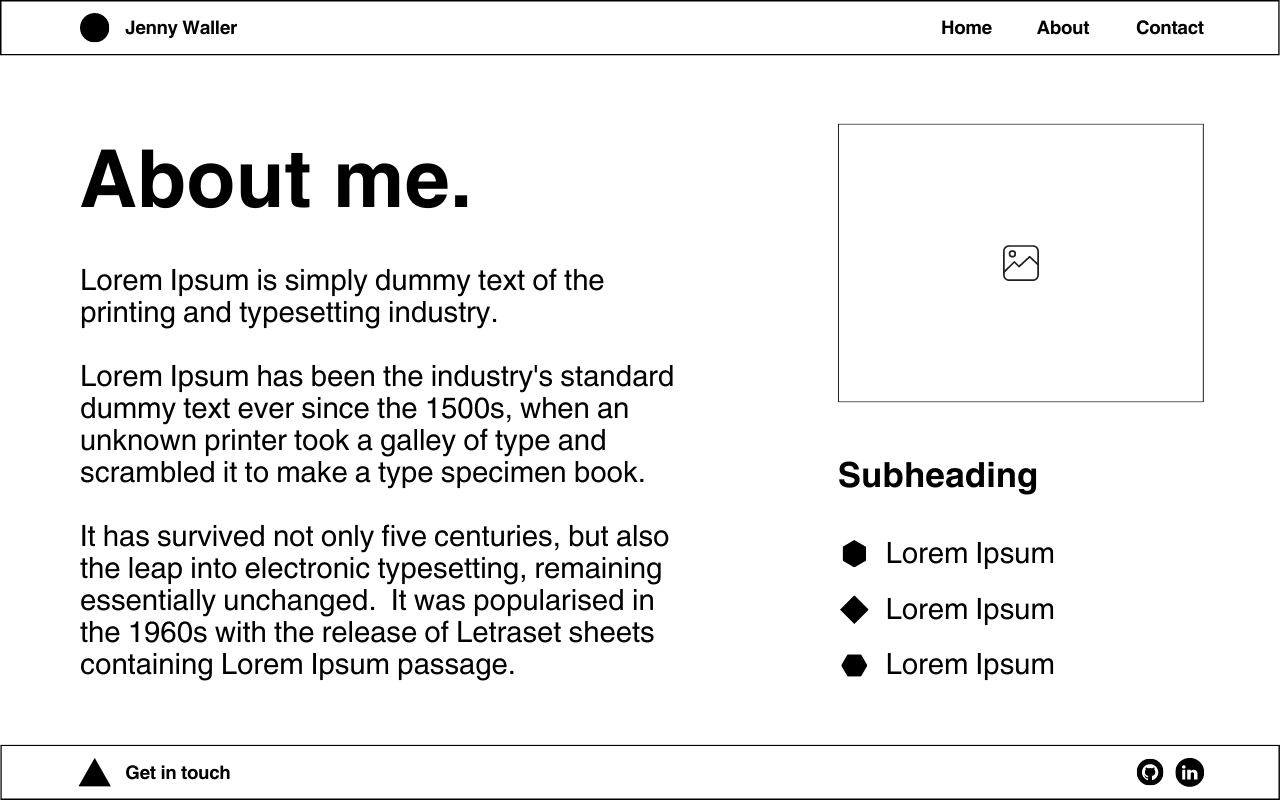 Jenny Waller
Home
About
Contact
About me.
Lorem Ipsum is simply dummy text of the
printing and typesetting industry.
Lorem Ipsum has been the industry's standard
dummy text ever since the 1500s, when an
unknown printer took a galley of type and
scrambled it to make a type specimen book.
It has survived not only five centuries, but also
the leap into electronic typesetting, remaining
essentially unchanged.  It was popularised in
the 1960s with the release of Letraset sheets
containing Lorem Ipsum passage.
Subheading
Lorem Ipsum
Lorem Ipsum
Lorem Ipsum
Get in touch
in